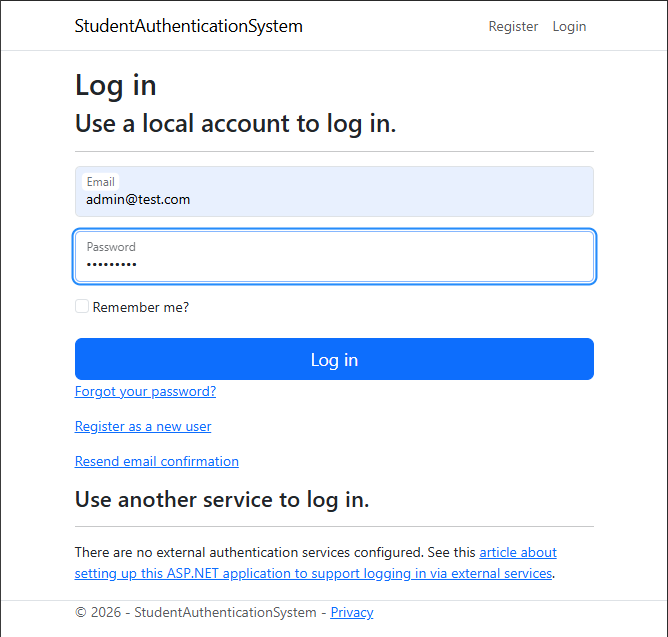 StudentAuthenticationSystem Register Login
Log in
Use a local account to log in.
Email
admin@test.com
Password
•••••••••
Remember me?
Log in
Forgot your password?
Register as a new user
Resend email confirmation
Use another service to log in.
There are no external authentication services configured. See this article about
setting up this ASP.NET application to support logging in via external services.
© 2026 - StudentAuthenticationSystem - Privacy